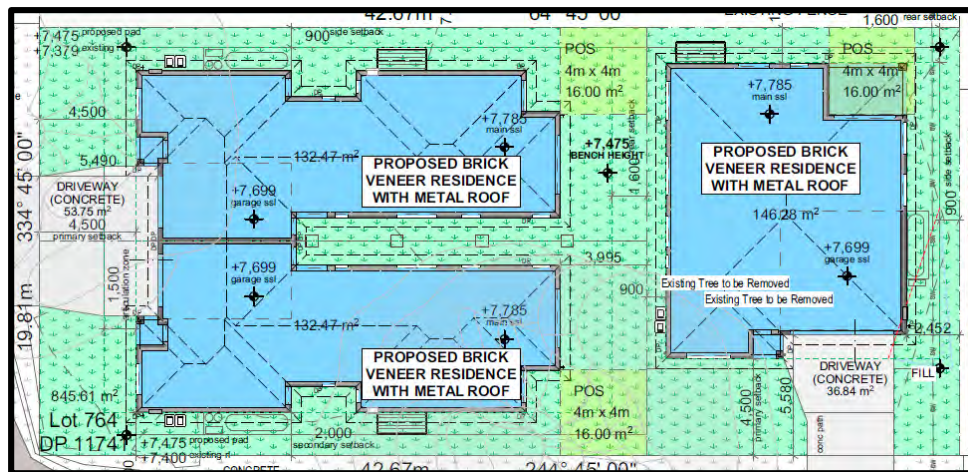 42.67m
64° 45' 00"
1,600
rear setback
+7,475
proposed pad
+7,379
existing
900
side setback
POS
4m x 4m
16.00 m²
POS
4m x 4m
16.00 m²
4,500
+7,785
main ssl
+7,785
main ssl
+7,475
BENCH HEIGHT
5,490
132.47 m²
PROPOSED BRICK
VENEER RESIDENCE
WITH METAL ROOF
PROPOSED BRICK
VENEER RESIDENCE
WITH METAL ROOF
1,600
334° 45' 00"
DRIVEWAY
(CONCRETE)
53.75 m²
4,500
primary setback
+7,699
garage ssl
146.28 m²
900
side setback
+7,699
garage ssl
3,995
+7,699
garage ssl
1,500
Existing Tree to be Removed
Existing Tree to be Removed
900
19.81m
132.47 m²
+7,785
main ssl
2,452
PROPOSED BRICK
VENEER RESIDENCE
WITH METAL ROOF
DRIVEWAY
(CONCRETE)
36.84 m²
FILL
845.61 m²
Lot 764
DP 1174
POS
4m x 4m
16.00 m²
4,500
primary setback
5,580
conc path
2,000
secondary setback
+7,475
proposed pad
+7,400
existing rl
CONCRETE
42.67m
244° 45' 00"